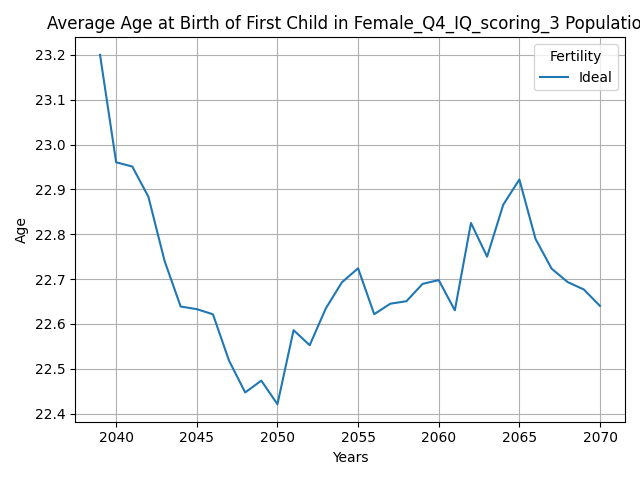 Average Age at Birth of First Child in Female_Q4_IQ_scoring_3 Populatio
23.2
23.1
23.0
22.9
22.8
22.7
22.6
22.5
22.4
Age
Fertility
Ideal
2040 2045 2050 2055 2060 2065 2070
Years